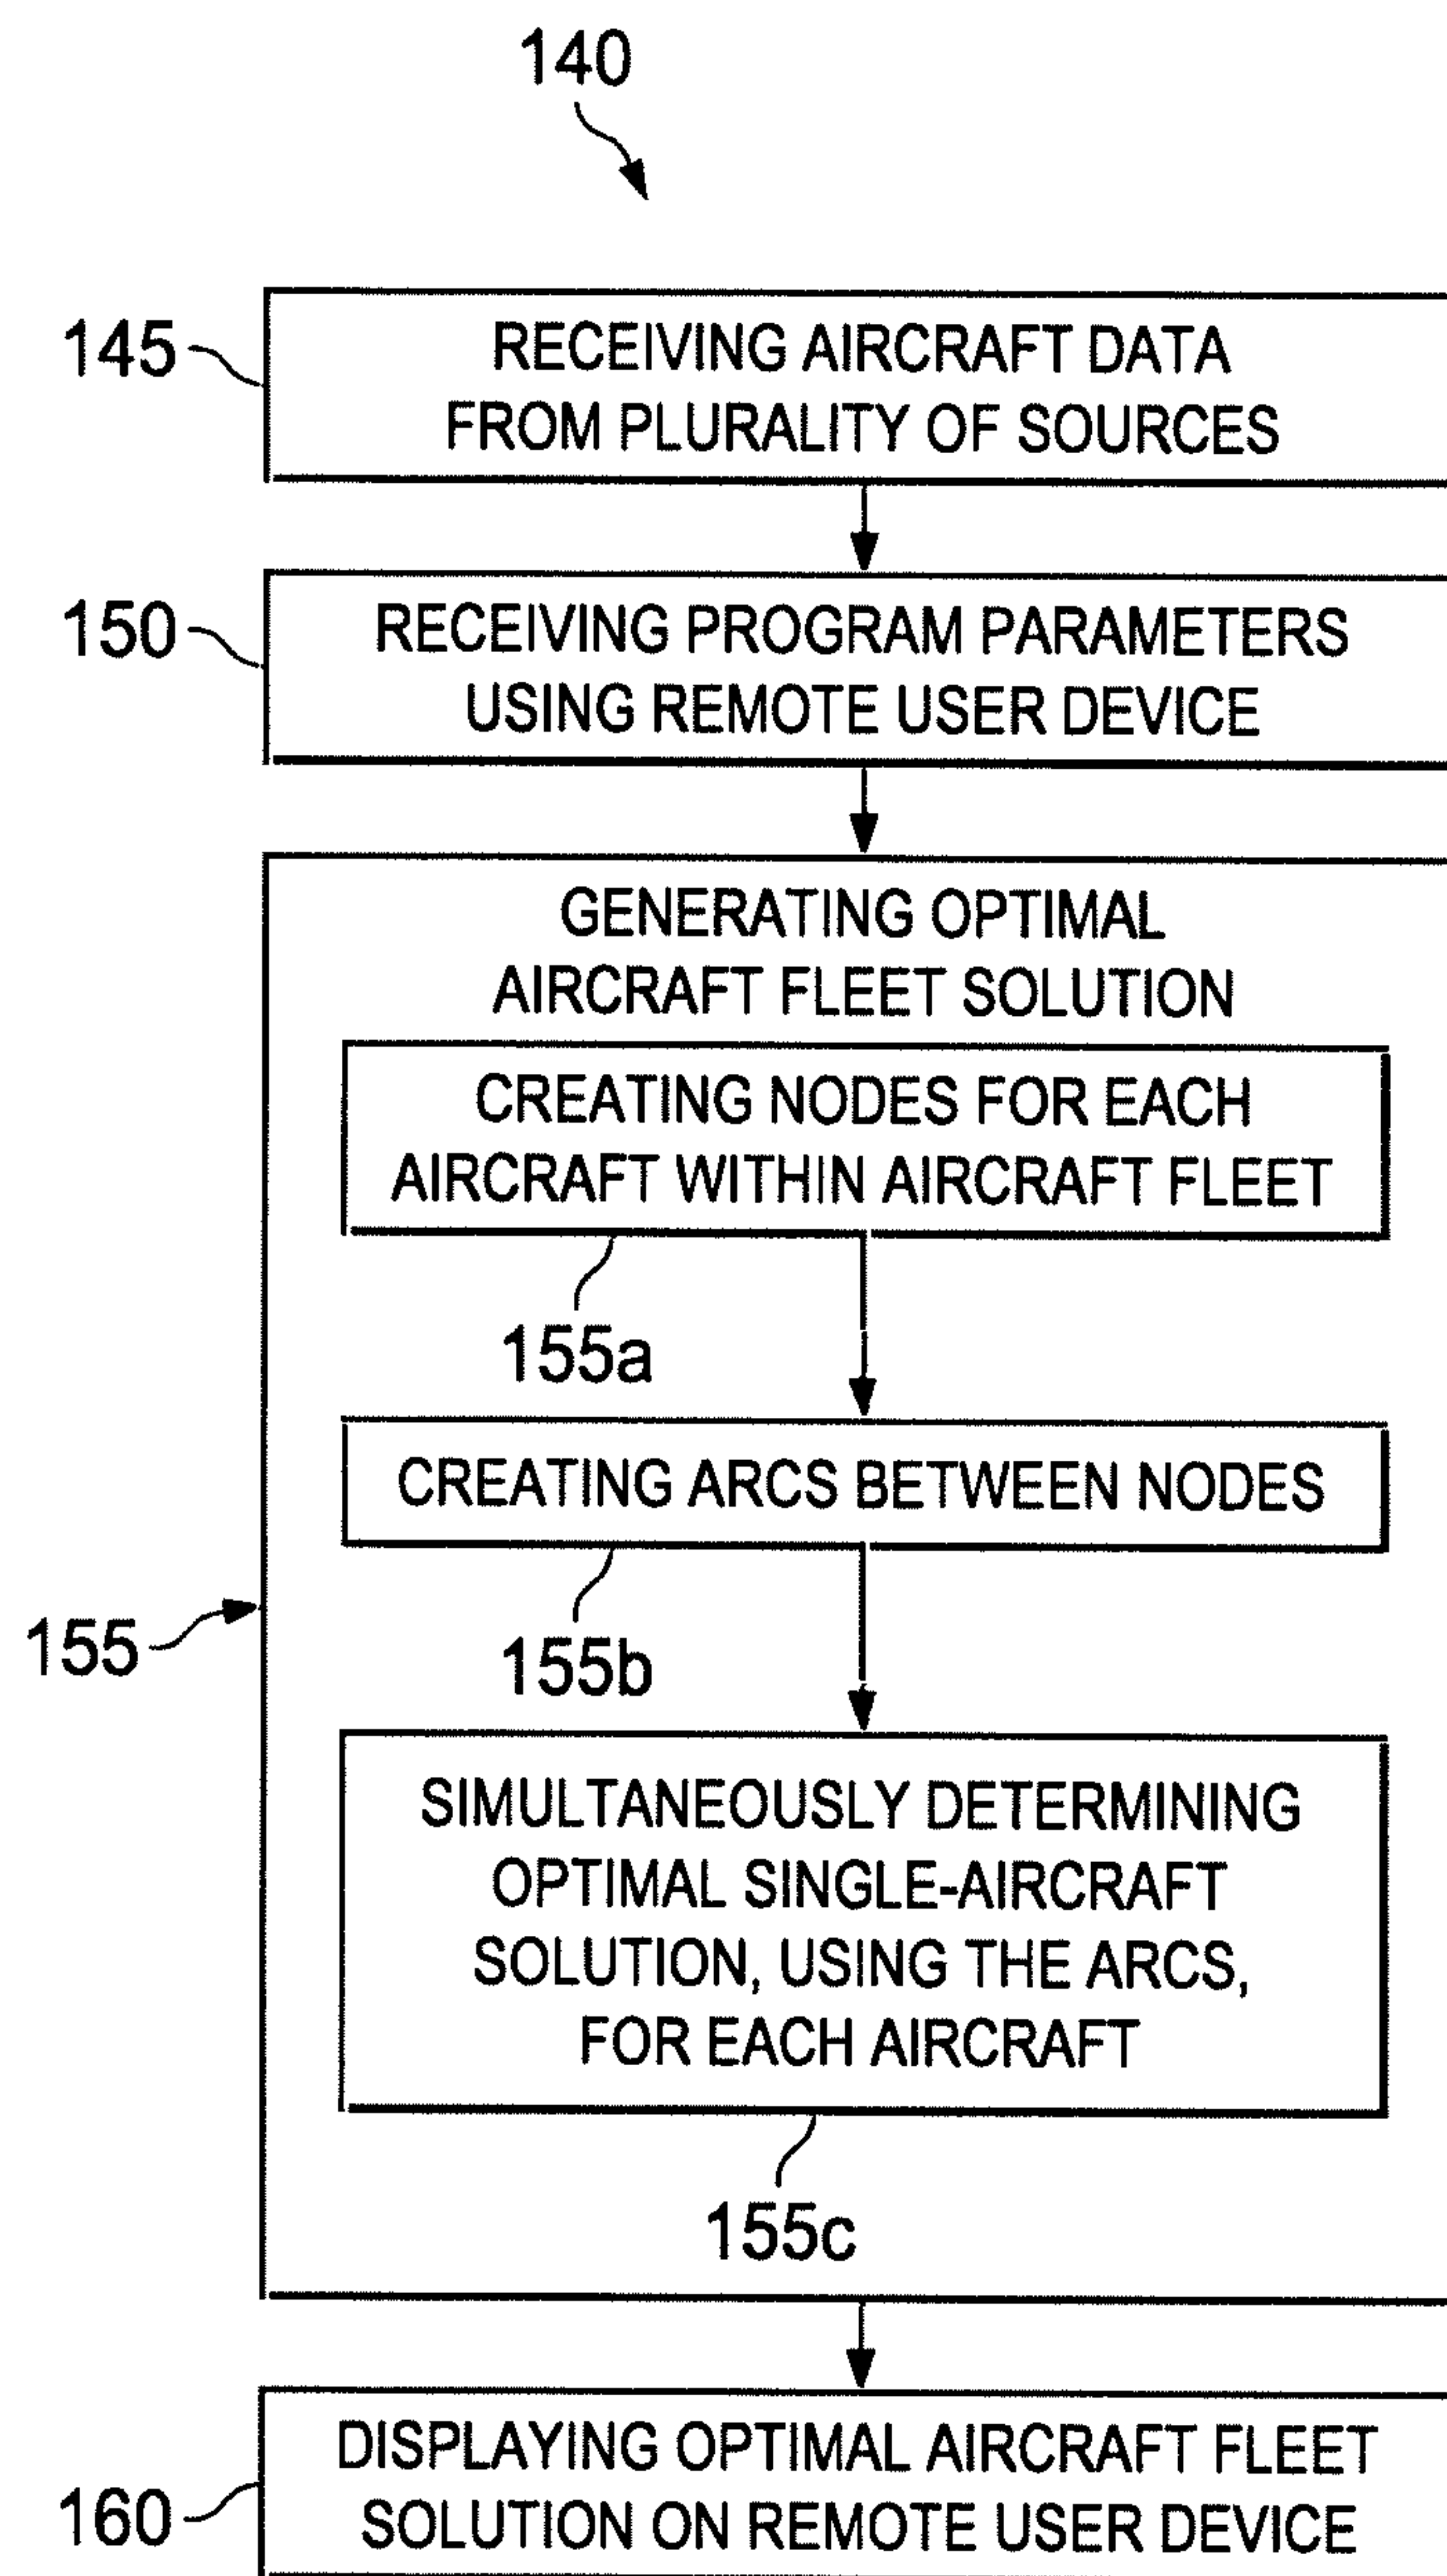 140
145
RECEIVING AIRCRAFT DATA
FROM PLURALITY OF SOURCES
150
RECEIVING PROGRAM PARAMETERS
USING REMOTE USER DEVICE
GENERATING OPTIMAL
AIRCRAFT FLEET SOLUTION
CREATING NODES FOR EACH
AIRCRAFT WITHIN AIRCRAFT FLEET
155a
CREATING ARCS BETWEEN NODES
155
155b
SIMULTANEOUSLY DETERMINING
OPTIMAL SINGLE-AIRCRAFT
SOLUTION, USING THE ARCS,
FOR EACH AIRCRAFT
155c
DISPLAYING OPTIMAL AIRCRAFT FLEET
160
SOLUTION ON REMOTE USER DEVICE